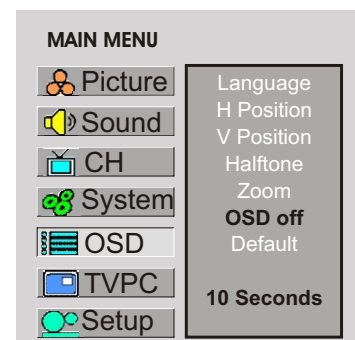 MAIN MENU
Picture
Sound
CH
System
OSD
TVPC
Setup
Language
H Position
V Position
Halftone
Zoom
OSD off
Default
10 Seconds